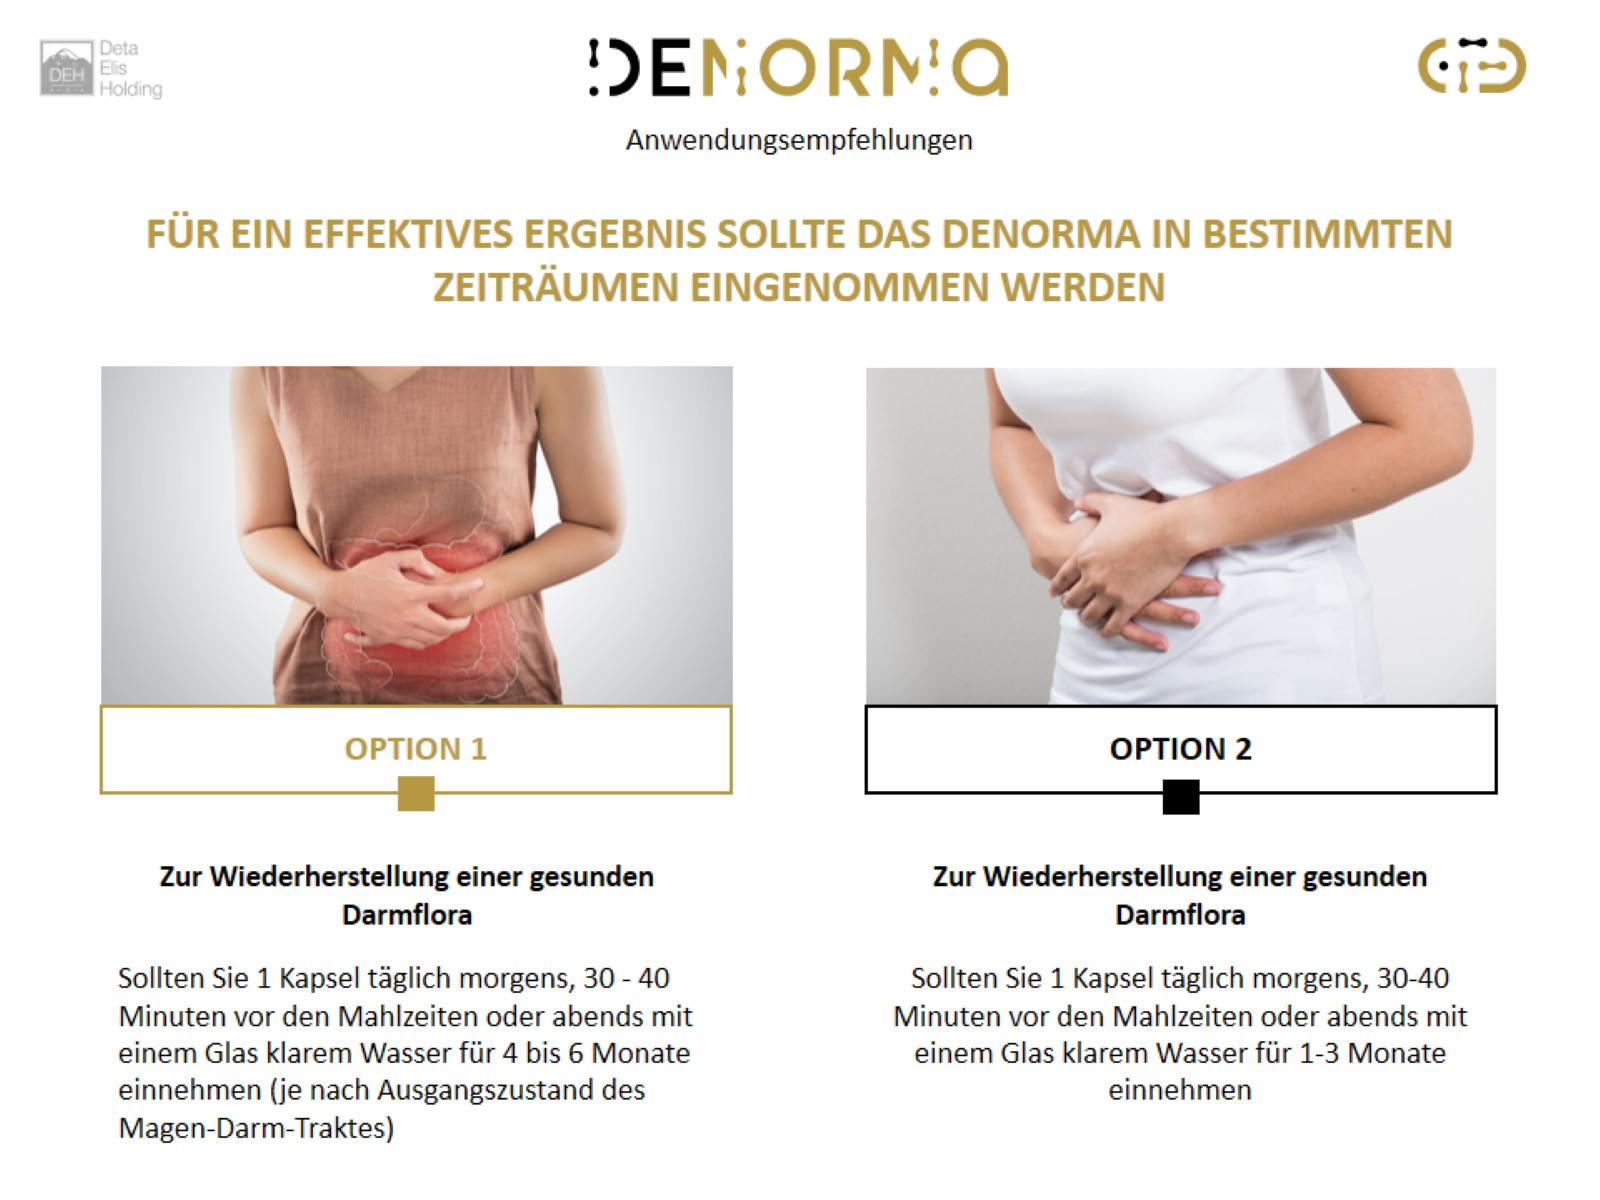 Deta
Elis
Holding
DEH
DENORMA
Anwendungsempfehlungen
FÜR EIN EFFEKTIVES ERGEBNIS SOLLTE DAS DENORMA IN BESTIMMTEN
ZEITRÄUMEN EINGENOMMEN WERDEN
OPTION 1
Zur Wiederherstellung einer gesunden
Darmflora
Sollten Sie 1 Kapsel täglich morgens, 30 - 40
Minuten vor den Mahlzeiten oder abends mit
einem Glas klarem Wasser für 4 bis 6 Monate
einnehmen (je nach Ausgangszustand des
Magen-Darm-Traktes)
OPTION 2
Zur Wiederherstellung einer gesunden
Darmflora
Sollten Sie 1 Kapsel täglich morgens, 30-40
Minuten vor den Mahlzeiten oder abends mit
einem Glas klarem Wasser für 1-3 Monate
einnehmen